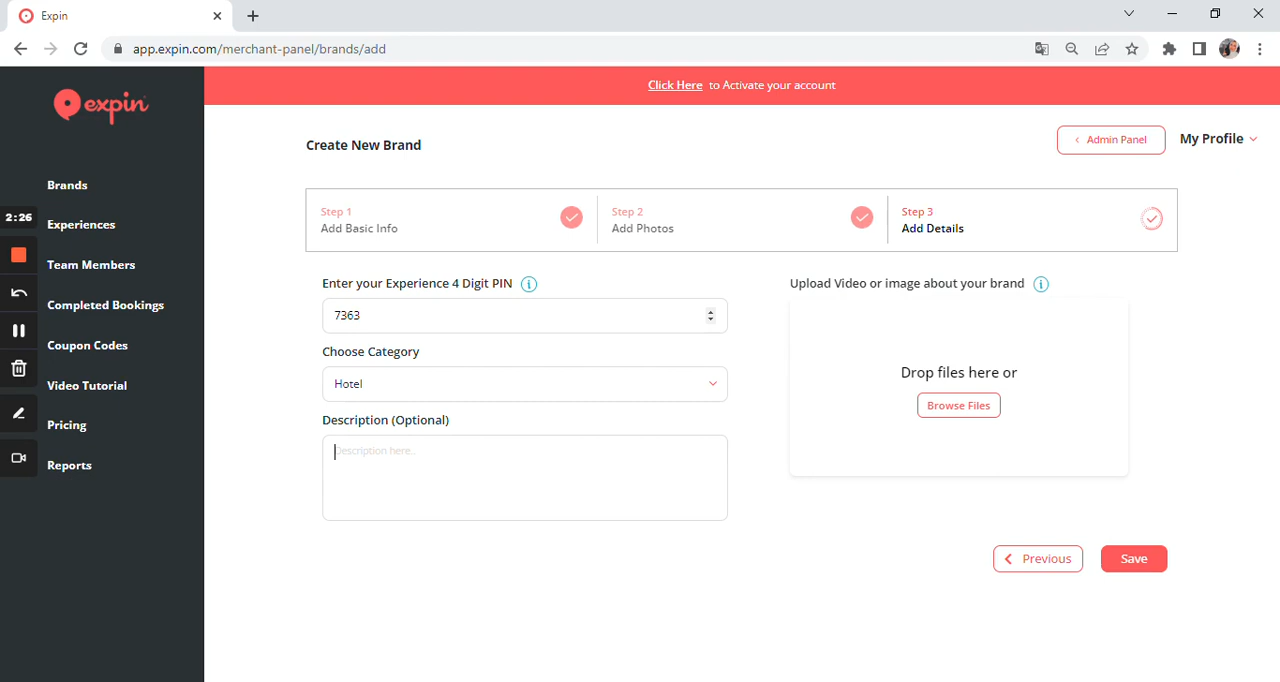 Expin
app.expin.com/merchant-panel/brands/add
Click Here to Activate your account
expin
Create New Brand
Admin Panel
My Profile
Brands
Experiences
Team Members
Completed Bookings
Coupon Codes
Video Tutorial
Pricing
Reports
2:26
Step 1
Add Basic Info
Step 2
Add Photos
Step 3
Add Details
Enter your Experience 4 Digit PIN
7363
Choose Category
Hotel
Description (Optional)
Description here..
Upload Video or image about your brand
Drop files here or
Browse Files
Previous
Save